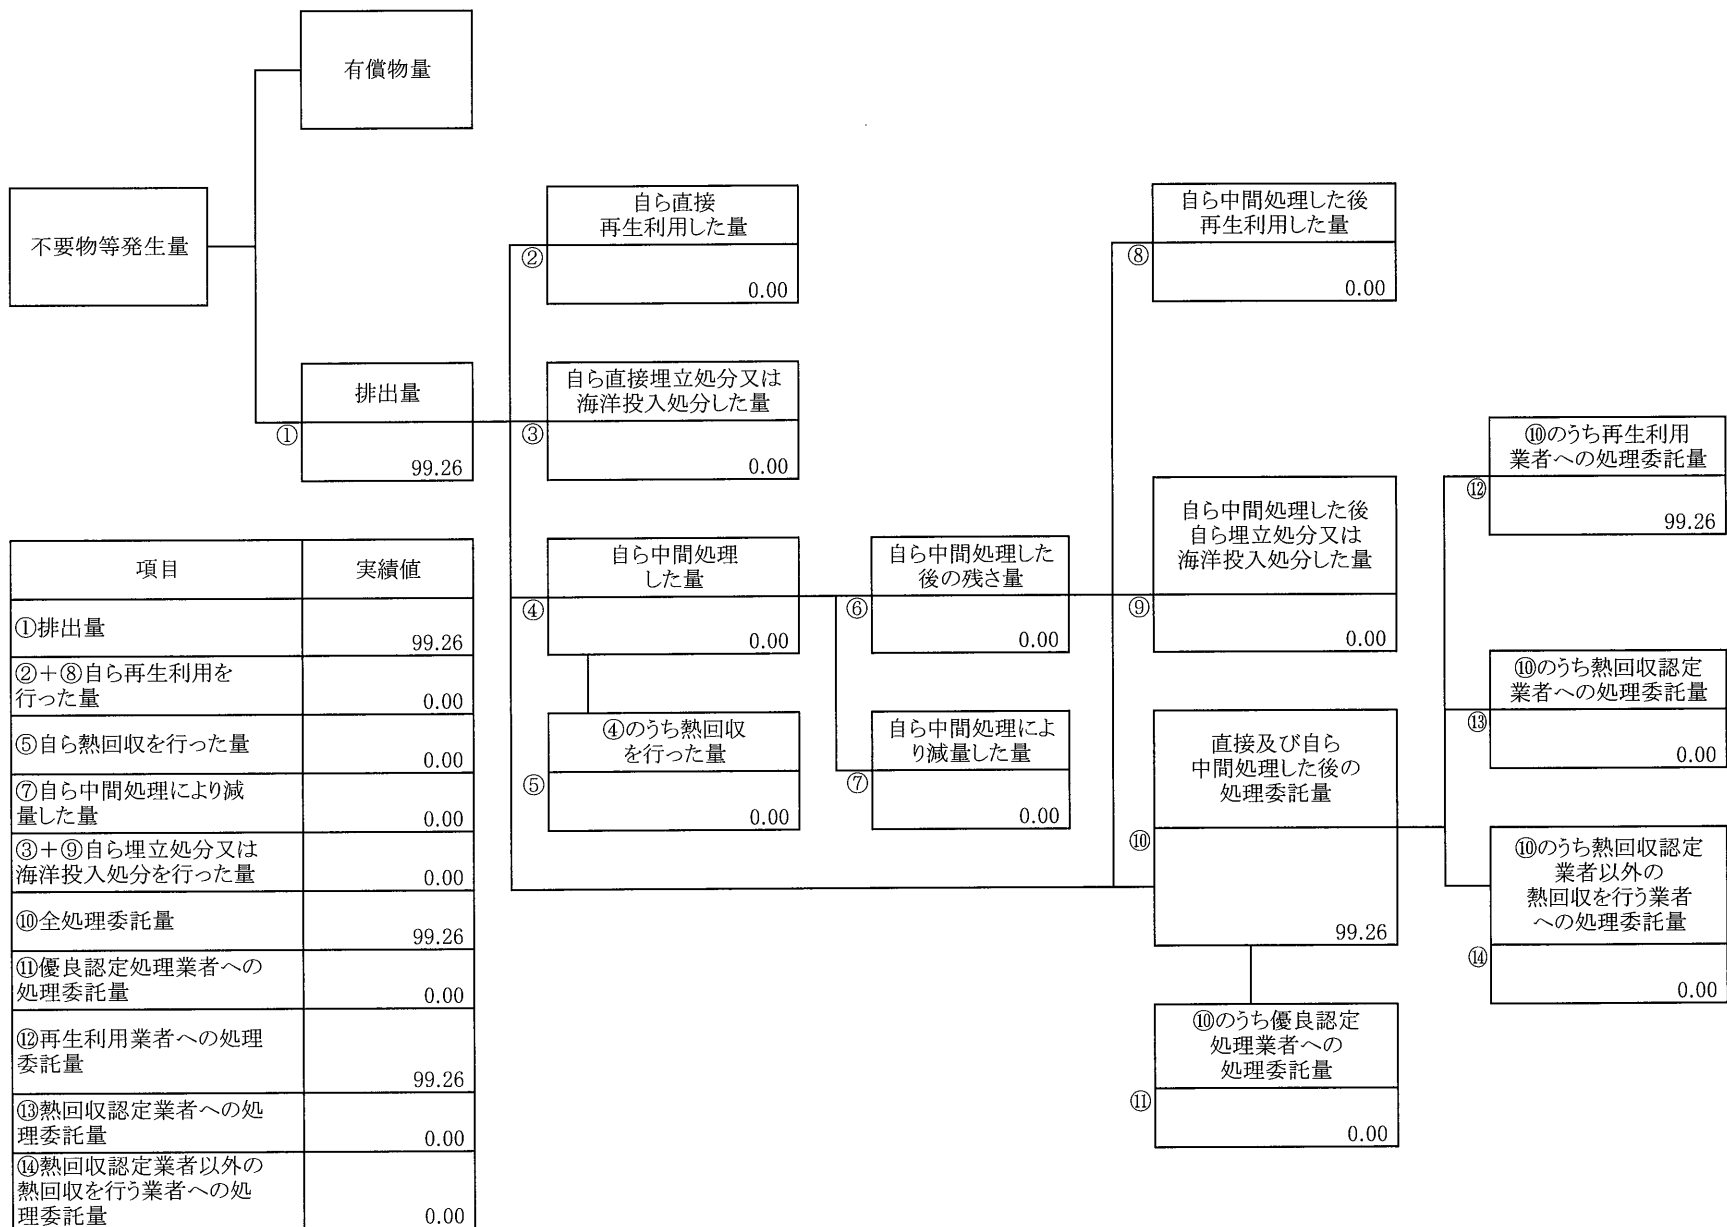 有償物量
不要物等発生量
排出量
①
99.26
自ら直接
再生利用した量
②
0.00
自ら直接埋立処分又は
海洋投入処分した量
③
0.00
自ら中間処理
した量
④
0.00
④のうち熱回収
を行った量
⑤
0.00
自ら中間処理した
後の残さ量
⑥
0.00
自ら中間処理によ
り減量した量
⑦
0.00
自ら中間処理した後
再生利用した量
⑧
0.00
自ら中間処理した後
自ら埋立処分又は
海洋投入処分した量
⑨
0.00
直接及び自ら
中間処理した後の
処理委託量
⑩
99.26
⑩のうち優良認定
処理業者への
処理委託量
⑪
0.00
⑩のうち再生利用
業者への処理委託量
⑫
99.26
⑩のうち熱回収認定
業者への処理委託量
⑬
0.00
⑩のうち熱回収認定
業者以外の
熱回収を行う業者
への処理委託量
⑭
0.00
項目 実績値
①排出量 99.26
②＋⑧自ら再生利用を
行った量 0.00
⑤自ら熱回収を行った量 0.00
⑦自ら中間処理により減
量した量 0.00
③＋⑨自ら埋立処分又は
海洋投入処分を行った量 0.00
⑩全処理委託量 99.26
⑪優良認定処理業者への
処理委託量 0.00
⑫再生利用業者への処理
委託量 99.26
⑬熱回収認定業者への処
理委託量 0.00
⑭熱回収認定業者以外の
熱回収を行う業者への処
理委託量 0.00